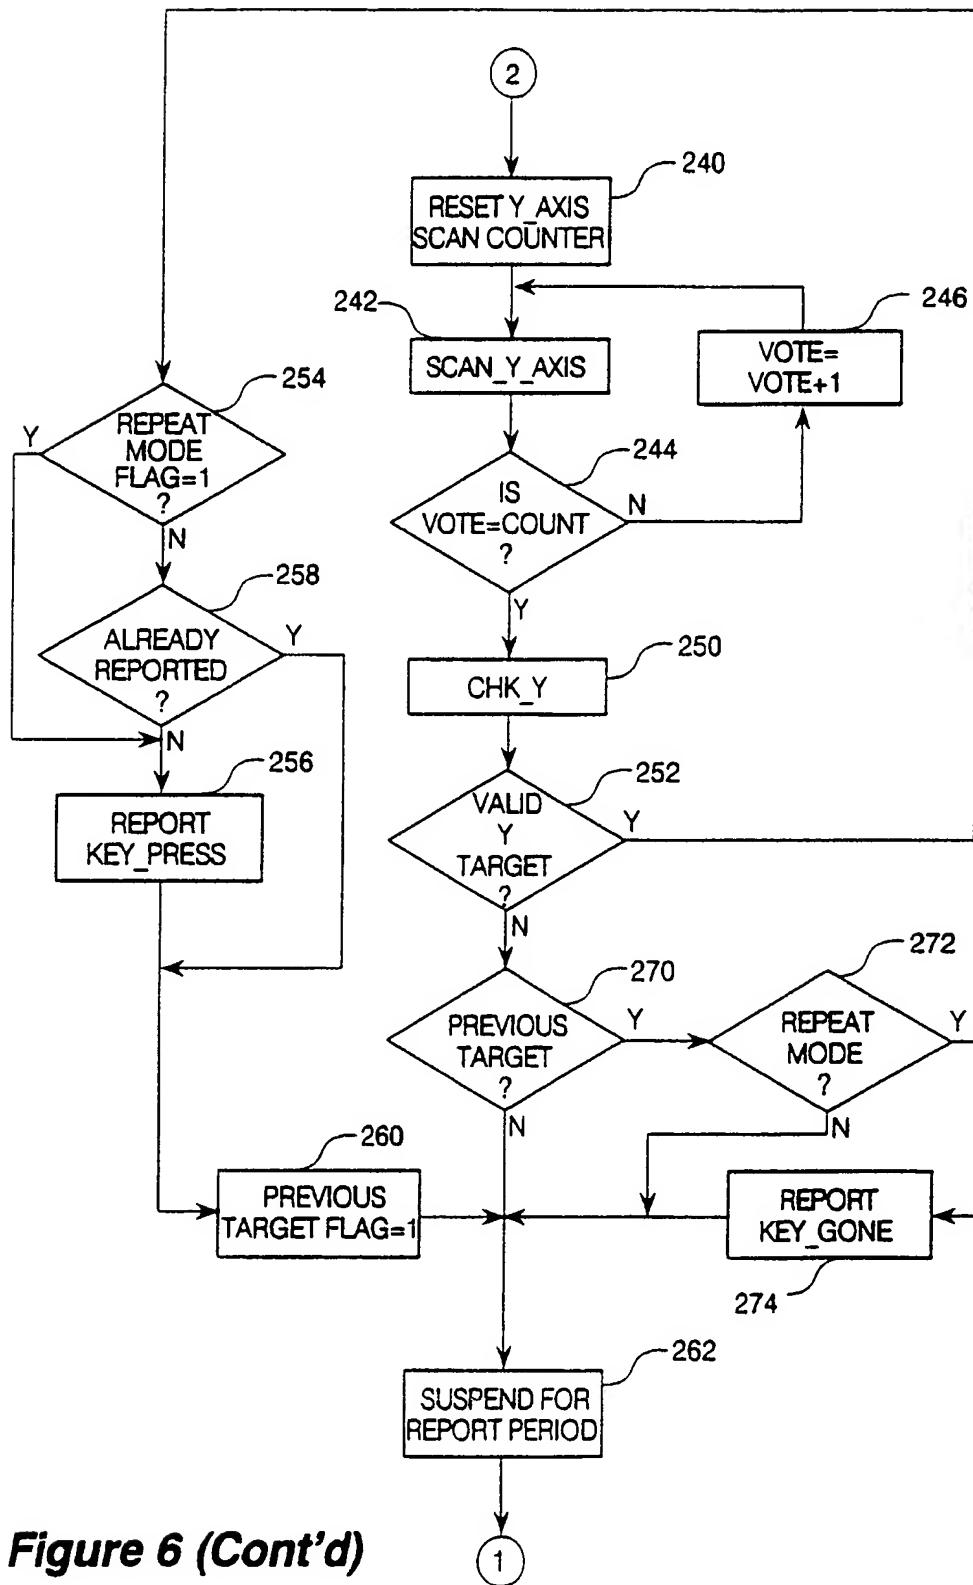 2
240
RESET Y_AXIS
SCAN COUNTER
242
SCAN_Y_AXIS
246
VOTE=
VOTE+1
254
REPEAT
MODE
FLAG=1
?
Y
N
244
IS
VOTE=COUNT
?
N
Y
258
ALREADY
REPORTED
?
Y
N
250
CHK_Y
256
REPORT
KEY_PRESS
252
VALID
Y
TARGET
?
Y
N
270
PREVIOUS
TARGET
?
Y
N
272
REPEAT
MODE
?
Y
N
260
PREVIOUS
TARGET FLAG=1
REPORT
KEY_GONE
274
262
SUSPEND FOR
REPORT PERIOD
1
Figure 6 (Cont'd)